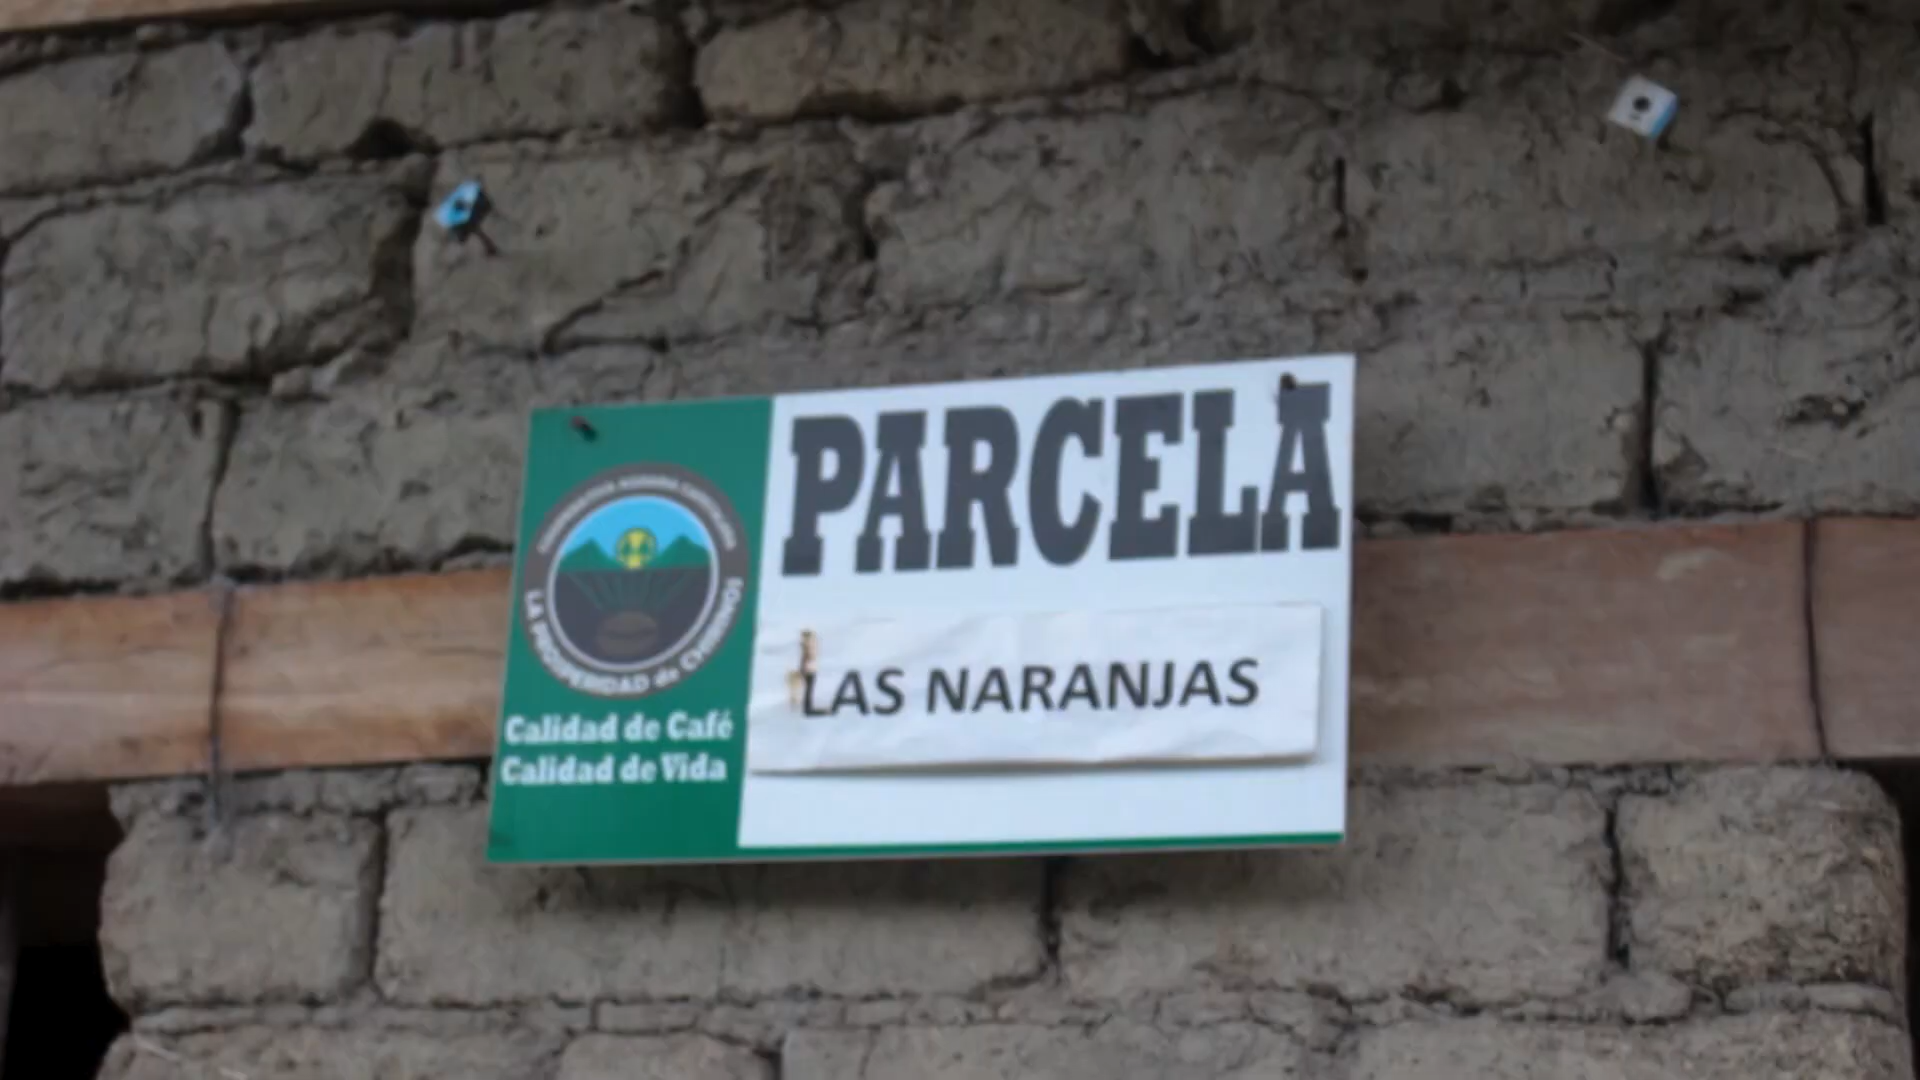 PARCELA
LAS NARANJAS
LA PROSPERIDAD de CHIRINOS
Calidad de Café
Calidad de Vida